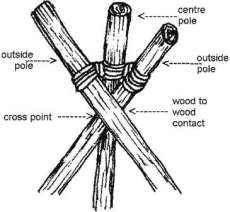 centre
pole
outside
pole
outside
pole
cross point
wood to
wood
contact